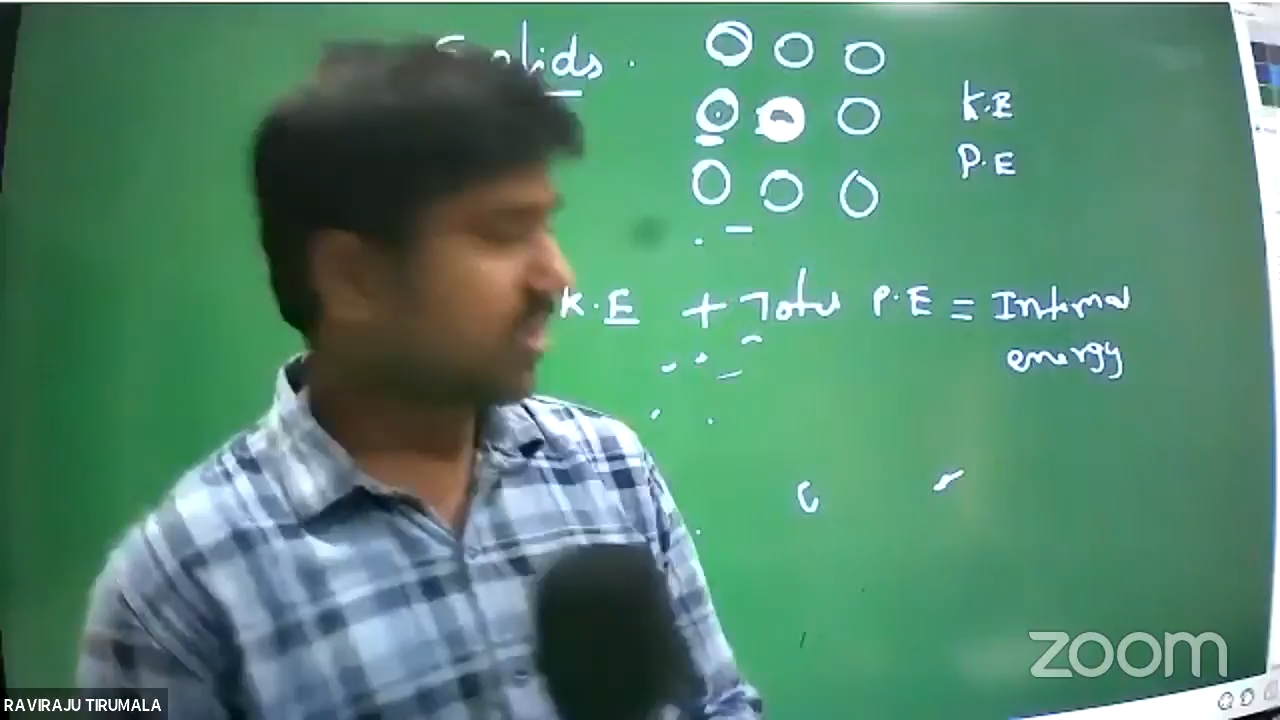 Solids.
K.E
P.E
K.E + Total P.E = Internal
energy
zoom
RAVIRAJU TIRUMALA